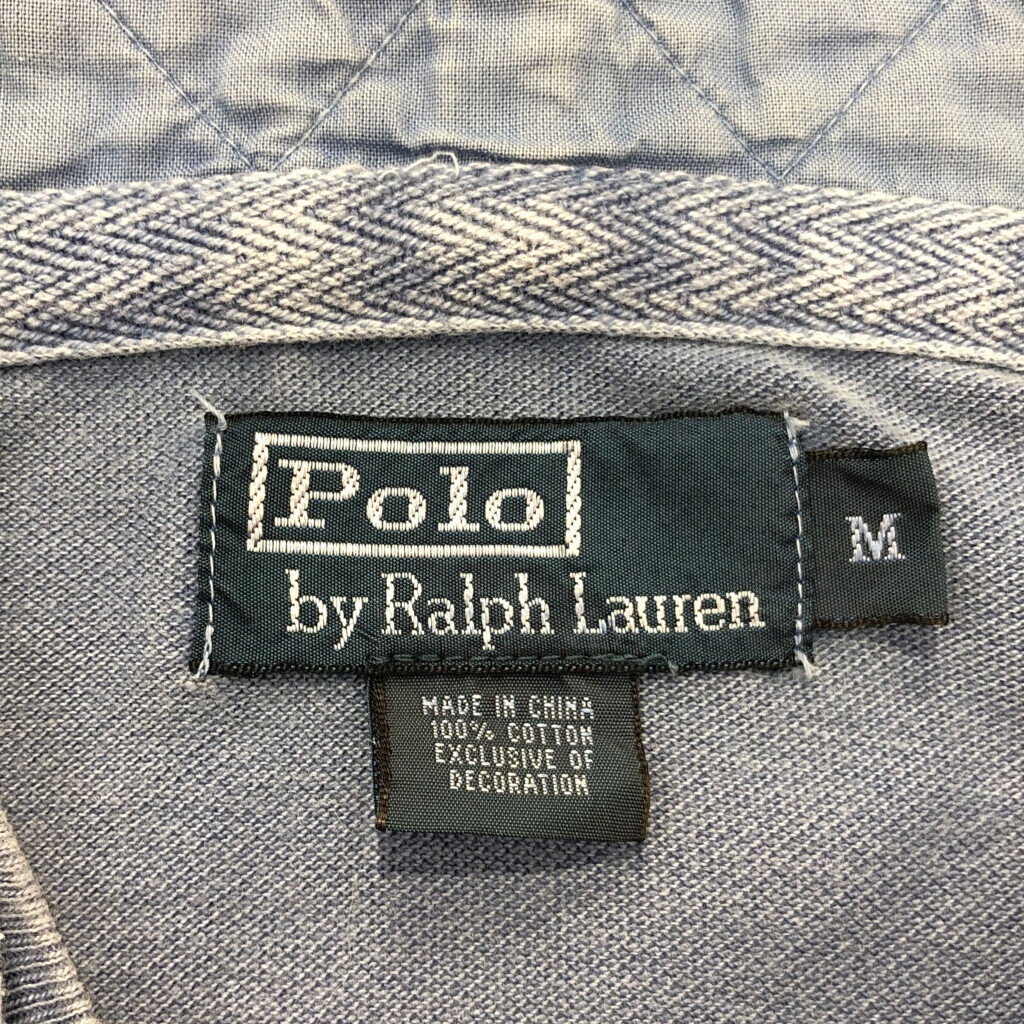 Polo
by Ralph Lauren
M
MADE IN CHINA
100% COTTON
EXCLUSIVE OF
DECORATION